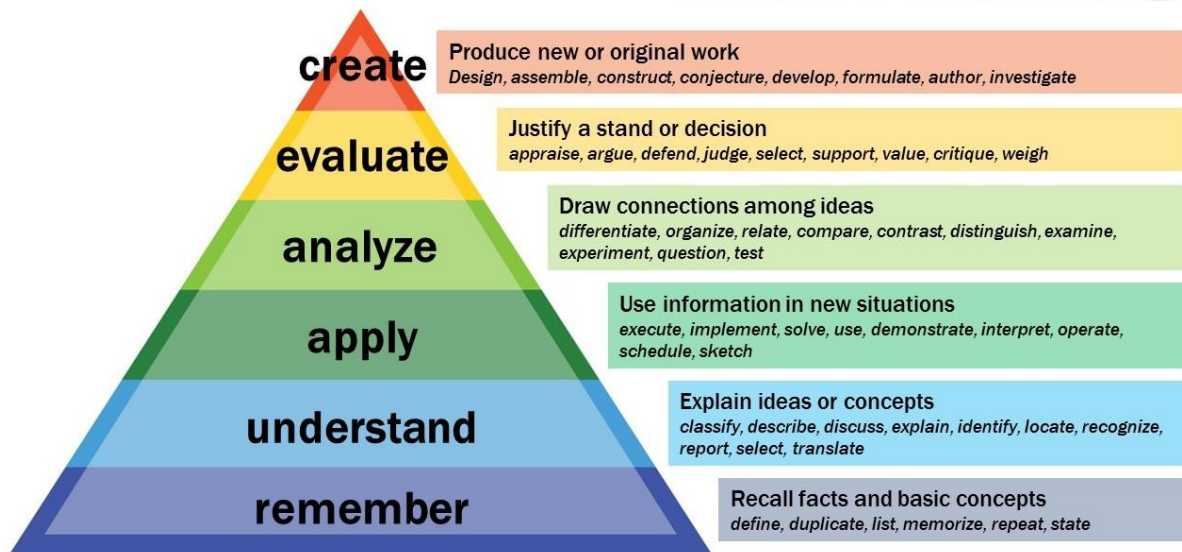 create
Produce new or original work
Design, assemble, construct, conjecture, develop, formulate, author, investigate
evaluate
Justify a stand or decision
appraise, argue, defend, judge, select, support, value, critique, weigh
analyze
Draw connections among ideas
differentiate, organize, relate, compare, contrast, distinguish, examine,
experiment, question, test
apply
Use information in new situations
execute, implement, solve, use, demonstrate, interpret, operate,
schedule, sketch
understand
Explain ideas or concepts
classify, describe, discuss, explain, identify, locate, recognize,
report, select, translate
remember
Recall facts and basic concepts
define, duplicate, list, memorize, repeat, state